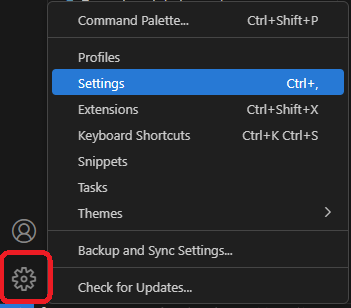 Command Palette... Ctrl+Shift+P
Profiles
Settings Ctrl+,
Extensions Ctrl+Shift+X
Keyboard Shortcuts Ctrl+K Ctrl+S
Snippets
Tasks
Themes
Backup and Sync Settings...
Check for Updates...